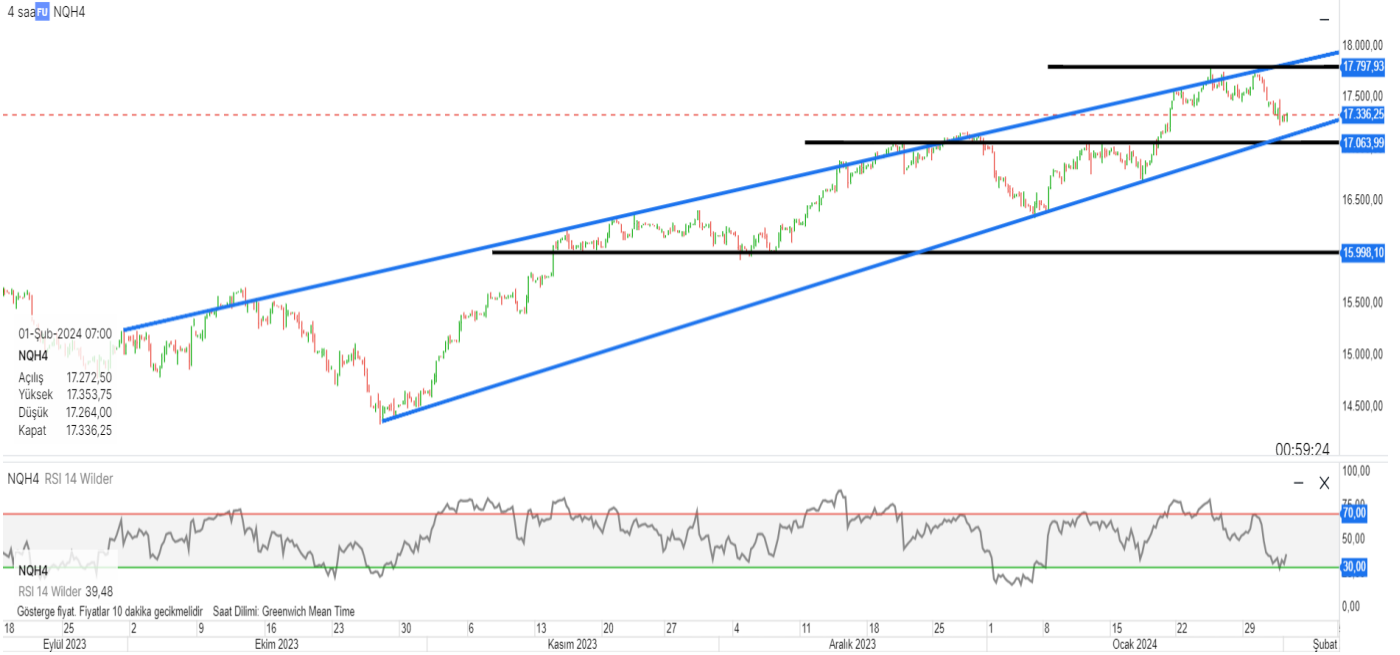 4 saa FU NQH4
18.000,00
17.797,93
17.500,00
17.336,25
17.063,99
16.500,00
15.998,10
15.500,00
15.000,00
14.500,00
01-Şub-2024 07:00
NQH4
Açılış 17.272,50
Yüksek 17.353,75
Düşük 17.264,00
Kapat 17.336,25
00:59:24
NQH4 RSI 14 Wilder
100,00
75,00
70,00
50,00
30,00
0,00
NQH4
RSI 14 Wilder 39,48
Gösterge fiyat. Fiyatlar 10 dakika gecikmelidir Saat Dilimi: Greenwich Mean Time
18 25 2 9 16 23 30 6 13 20 27 4 11 18 25 1 8 15 22 29
Eylül 2023 Ekim 2023 Kasım 2023 Aralık 2023 Ocak 2024 Şubat